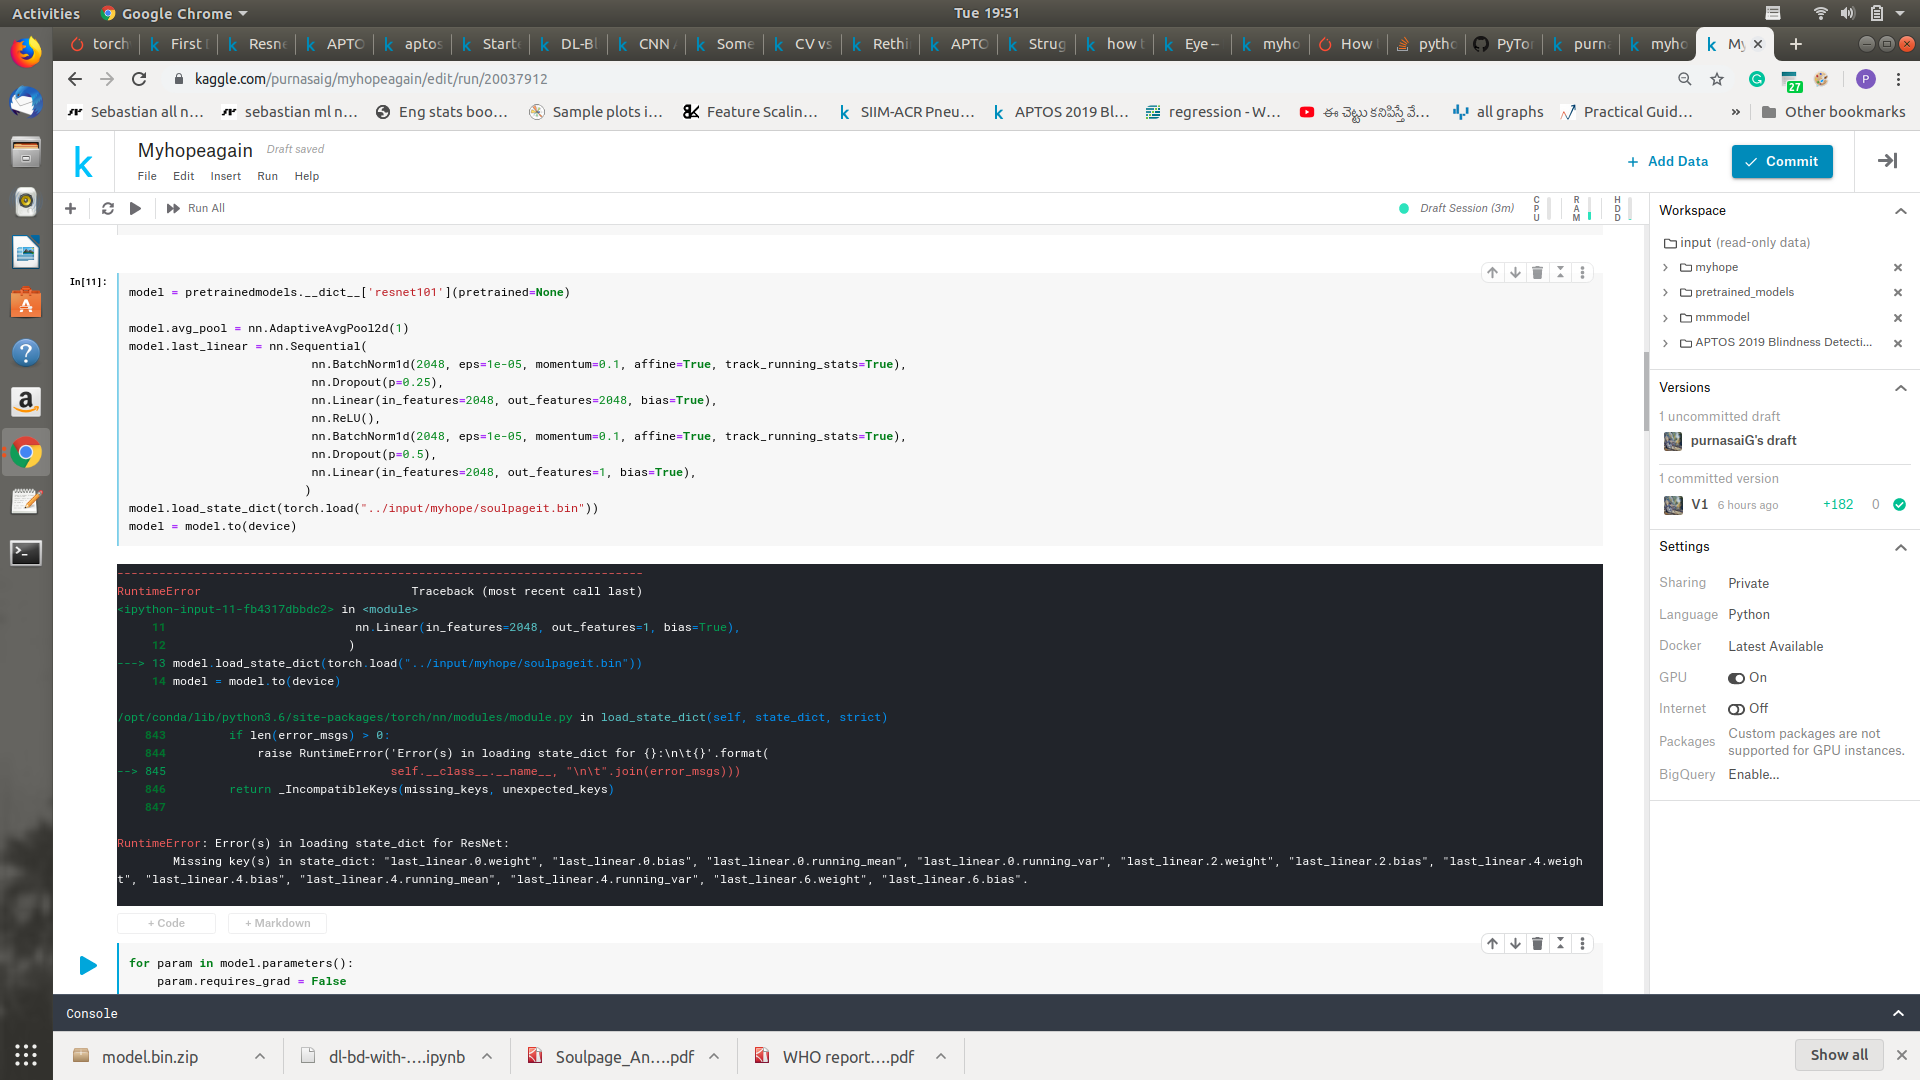 Activities
Google Chrome
Tue 19:51
torch
First
Resne
APTO
aptos
Starte
DL-BL
CNN
Some
CV vs
Rethi
APTO
Strug
how t
Eye –
myho
How
pytho
PyTor
purna
myho
My
kaggle.com/purnasaig/myhopeagain/edit/run/20037912
27
P
Sebastian all n...
sebastian ml n...
Eng stats boo...
Sample plots i...
Feature Scalin...
SIIM-ACR Pneu...
APTOS 2019 Bl...
regression - W...
ఈ చెట్టు కనిపిస్తే వే...
all graphs
Practical Guid...
»
Other bookmarks
Myhopeagain
Draft saved
File Edit Insert Run Help
+ Add Data
Commit
Run All
Draft Session (3m)
CPU
RAM
HDD
In[11]:
model = pretrainedmodels.__dict__['resnet101'](pretrained=None)
model.avg_pool = nn.AdaptiveAvgPool2d(1)
model.last_linear = nn.Sequential(
nn.BatchNorm1d(2048, eps=1e-05, momentum=0.1, affine=True, track_running_stats=True),
nn.Dropout(p=0.25),
nn.Linear(in_features=2048, out_features=2048, bias=True),
nn.ReLU(),
nn.BatchNorm1d(2048, eps=1e-05, momentum=0.1, affine=True, track_running_stats=True),
nn.Dropout(p=0.5),
nn.Linear(in_features=2048, out_features=1, bias=True),
)
model.load_state_dict(torch.load("../input/myhope/soulpageit.bin"))
model = model.to(device)
---------------------------------------------------------------------------
RuntimeError Traceback (most recent call last)
<ipython-input-11-fb4317dbbdc2> in <module>
11 nn.Linear(in_features=2048, out_features=1, bias=True),
12 )
---> 13 model.load_state_dict(torch.load("../input/myhope/soulpageit.bin"))
14 model = model.to(device)
/opt/conda/lib/python3.6/site-packages/torch/nn/modules/module.py in load_state_dict(self, state_dict, strict)
843 if len(error_msgs) > 0:
844 raise RuntimeError('Error(s) in loading state_dict for {}:\n\t{}'.format(
--> 845 self.__class__.__name__, "\n\t".join(error_msgs)))
846 return _IncompatibleKeys(missing_keys, unexpected_keys)
847
RuntimeError: Error(s) in loading state_dict for ResNet:
Missing key(s) in state_dict: "last_linear.0.weight", "last_linear.0.bias", "last_linear.0.running_mean", "last_linear.0.running_var", "last_linear.2.weight", "last_linear.2.bias", "last_linear.4.weigh
t", "last_linear.4.bias", "last_linear.4.running_mean", "last_linear.4.running_var", "last_linear.6.weight", "last_linear.6.bias".
+ Code
+ Markdown
for param in model.parameters():
param.requires_grad = False
Workspace
input (read-only data)
myhope
pretrained_models
mmmodel
APTOS 2019 Blindness Detecti...
Versions
1 uncommitted draft
purnasaiG's draft
1 committed version
V1 6 hours ago +182 0
Settings
Sharing Private
Language Python
Docker Latest Available
GPU On
Internet Off
Packages Custom packages are not
supported for GPU instances.
BigQuery Enable...
Console
model.bin.zip
dl-bd-with-....ipynb
Soulpage_An....pdf
WHO report....pdf
Show all